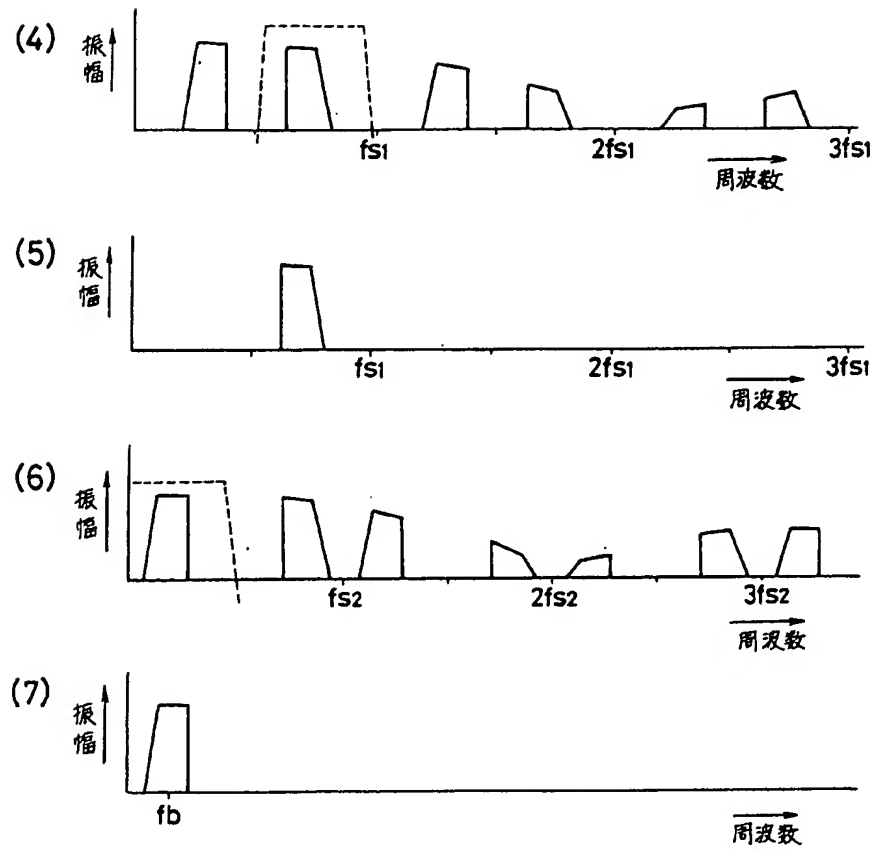 (4)
振幅
fS1
2fS1
3fS1
周波数
(5)
振幅
fS1
2fS1
3fS1
周波数
(6)
振幅
fS2
2fS2
3fS2
周波数
(7)
振幅
fb
周波数